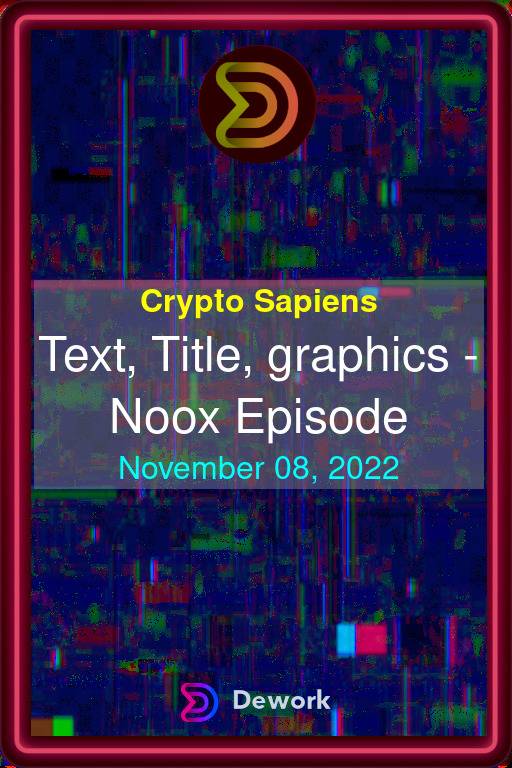 Crypto Sapiens
Text, Title, graphics -
Noox Episode
November 08, 2022
Dework